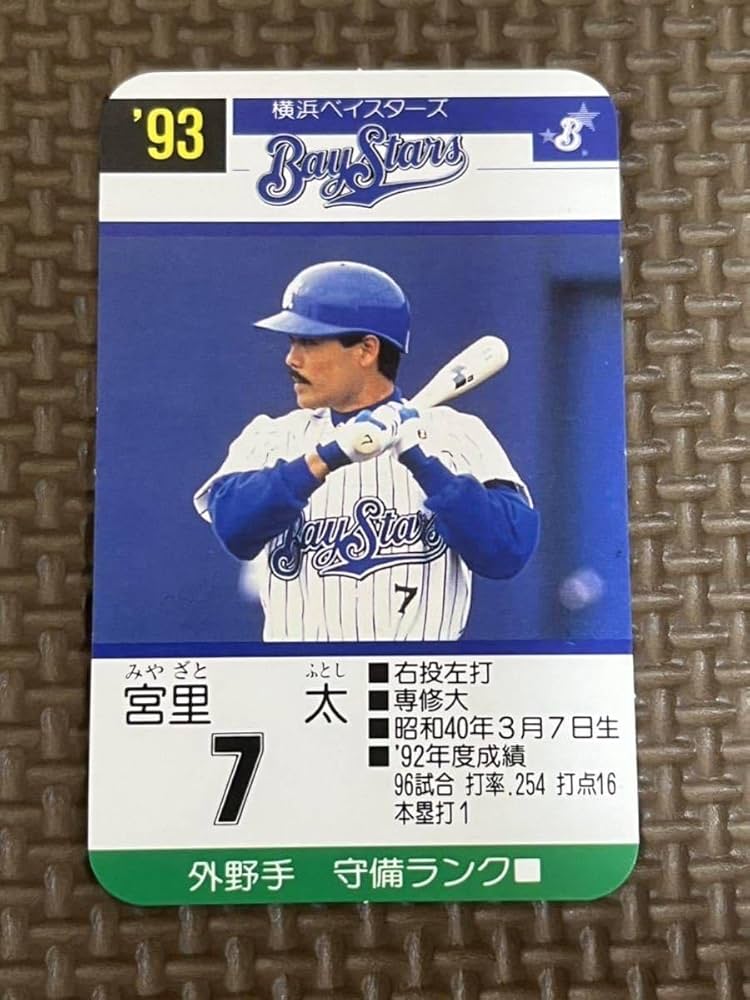 '93
横浜ベイスターズ
BayStars
B
BayStars
7
7
みや ざと ふとし
宮里 太
7
■右投左打
■専修大
■昭和40年3月7日生
■'92年度成績
96試合 打率.254 打点16
本塁打1
外野手 守備ランク■